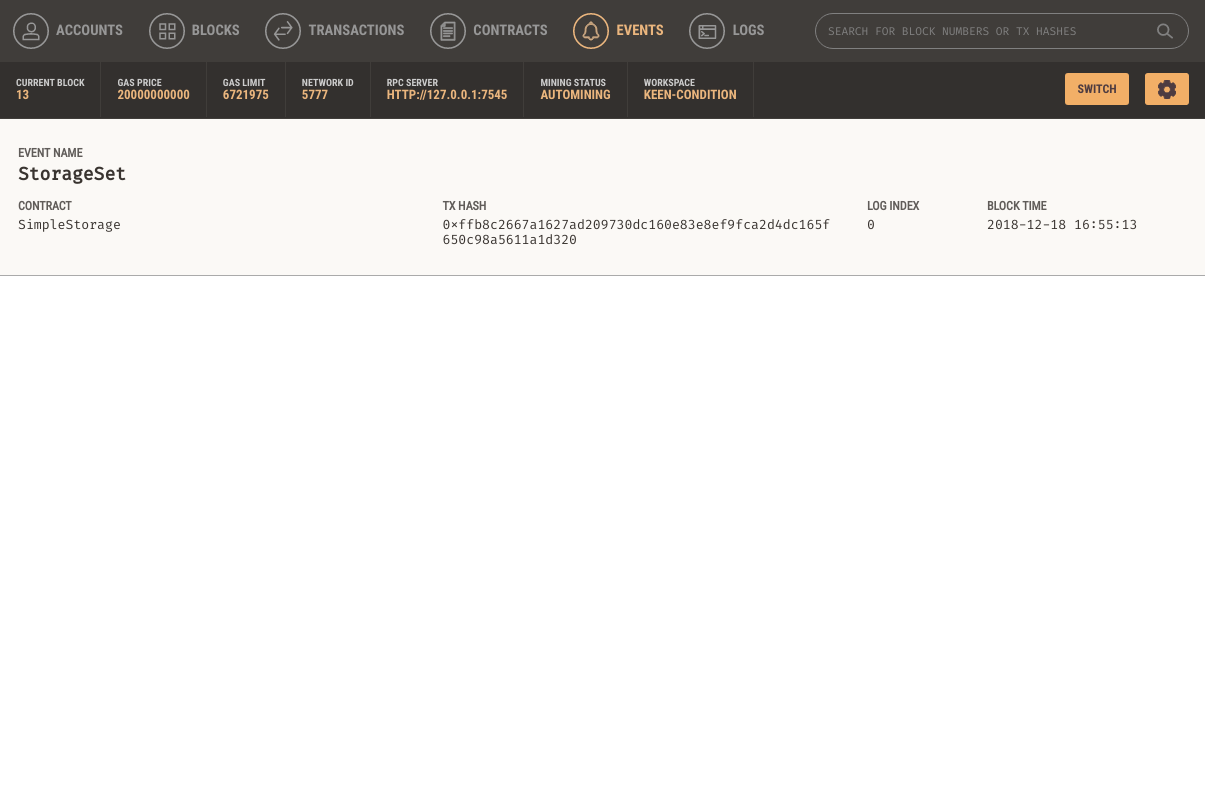 ACCOUNTS BLOCKS TRANSACTIONS CONTRACTS EVENTS LOGS SEARCH FOR BLOCK NUMBERS OR TX HASHES
CURRENT BLOCK GAS PRICE GAS LIMIT NETWORK ID RPC SERVER MINING STATUS WORKSPACE
13 20000000000 6721975 5777 HTTP://127.0.0.1:7545 AUTOMINING KEEN-CONDITION SWITCH
EVENT NAME
StorageSet
CONTRACT TX HASH LOG INDEX BLOCK TIME
SimpleStorage 0×ffb8c2667a1627ad209730dc160e83e8ef9fca2d4dc165f 0 2018-12-18 16:55:13
650c98a5611a1d320